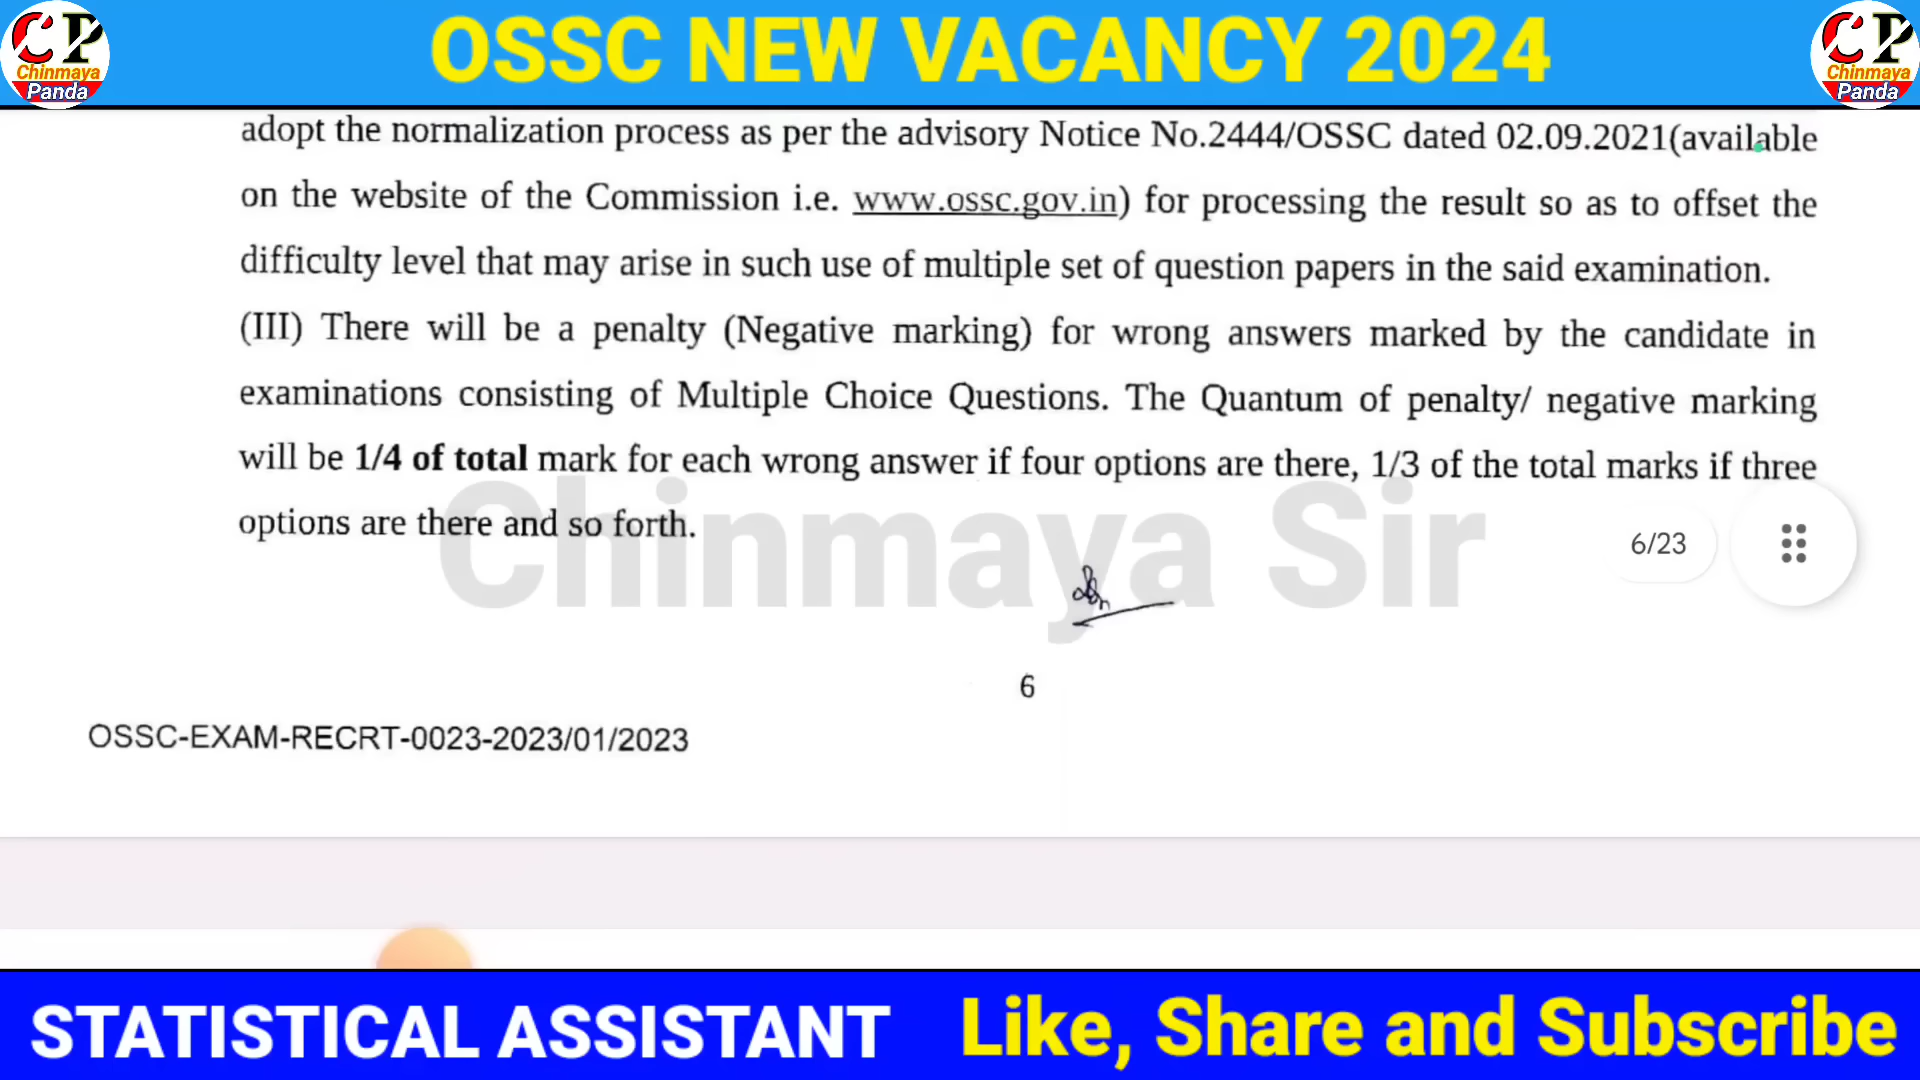 CP
Chinmaya
Panda
OSSC NEW VACANCY 2024
CP
Chinmaya
Panda
adopt the normalization process as per the advisory Notice No.2444/OSSC dated 02.09.2021(available
on the website of the Commission i.e. www.ossc.gov.in) for processing the result so as to offset the
difficulty level that may arise in such use of multiple set of question papers in the said examination.
(III) There will be a penalty (Negative marking) for wrong answers marked by the candidate in
examinations consisting of Multiple Choice Questions. The Quantum of penalty/ negative marking
will be 1/4 of total mark for each wrong answer if four options are there, 1/3 of the total marks if three
options are there and so forth.
Chinmaya Sir
6/23
6
OSSC-EXAM-RECRT-0023-2023/01/2023
STATISTICAL ASSISTANT
Like, Share and Subscribe